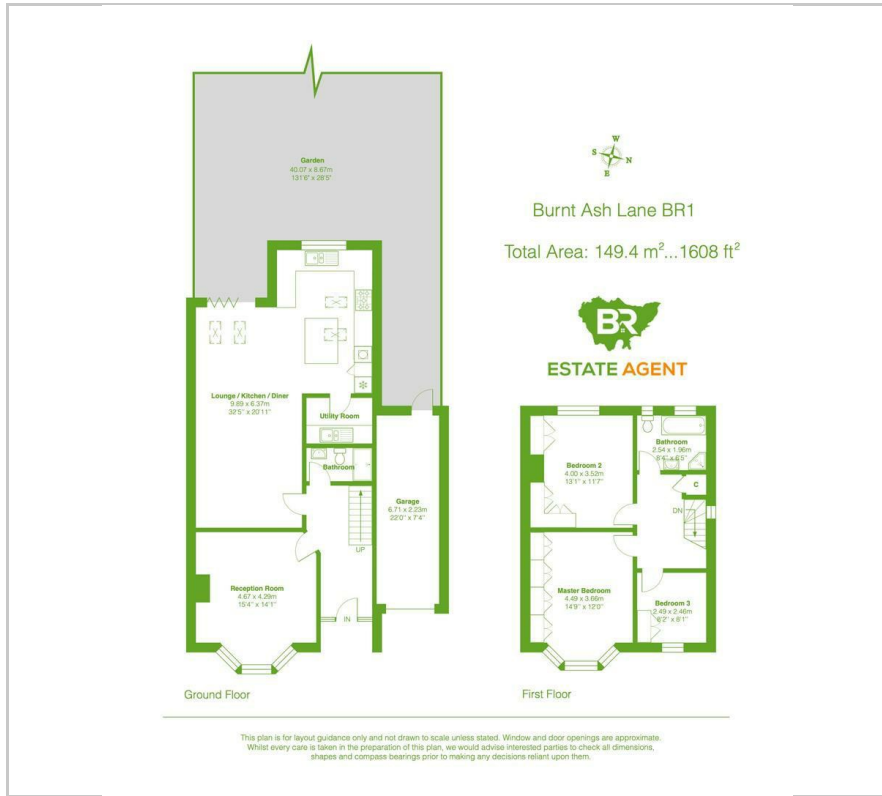 Garden
40.07 x 8.67m
131'6" x 28'5"
W
S
N
E
Burnt Ash Lane BR1
Total Area: 149.4 m²...1608 ft²
BR
ESTATE AGENT
Lounge / Kitchen / Diner
9.89 x 6.37m
32'5" x 20'11"
Utility Room
Bathroom
Garage
6.71 x 2.23m
22'0" x 7'4"
UP
Reception Room
4.67 x 4.29m
15'4" x 14'1"
IN
Ground Floor
Bathroom
2.54 x 1.96m
8'4" x 6'5"
Bedroom 2
4.00 x 3.52m
13'1" x 11'7"
C
DN
Master Bedroom
4.49 x 3.66m
14'9" x 12'0"
Bedroom 3
2.49 x 2.46m
8'2" x 8'1"
First Floor
This plan is for layout guidance only and not drawn to scale unless stated. Window and door openings are approximate.
Whilst every care is taken in the preparation of this plan, we would advise interested parties to check all dimensions,
shapes and compass bearings prior to making any decisions reliant upon them.